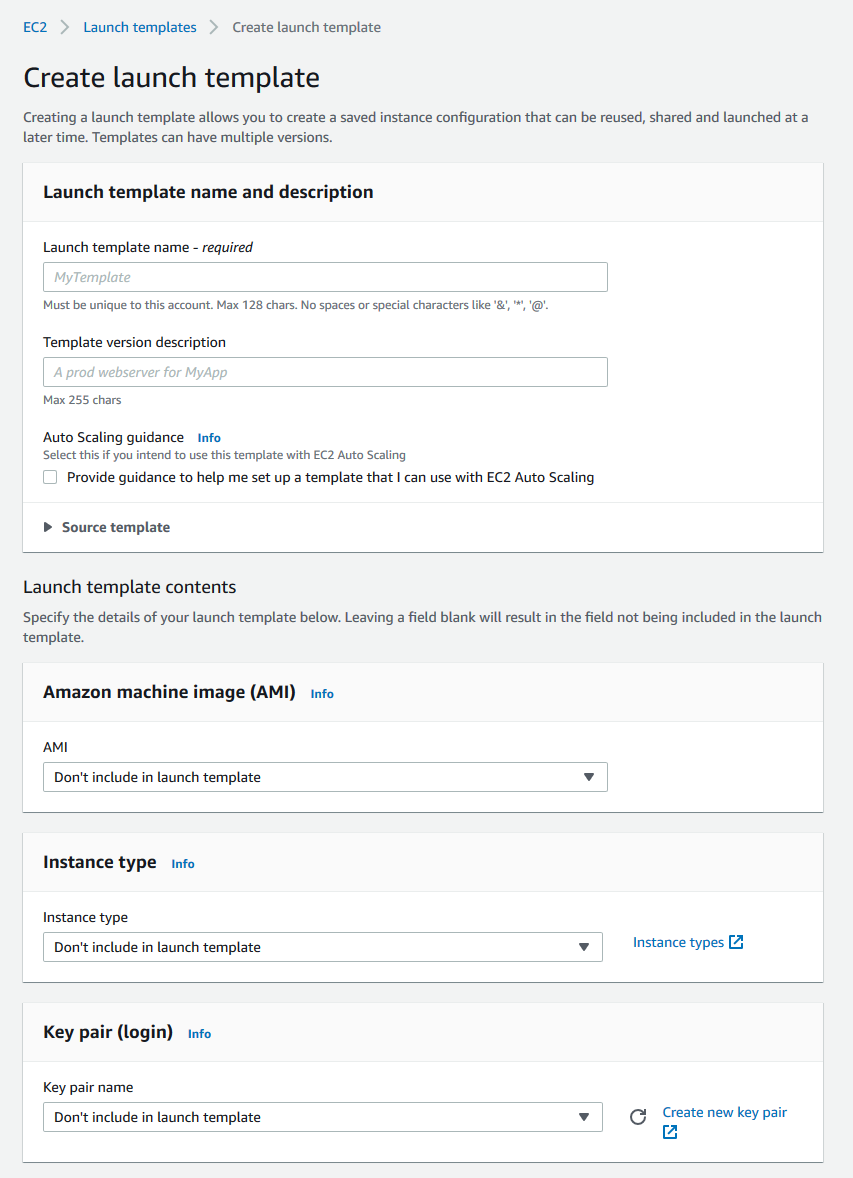 EC2 > Launch templates > Create launch template
Create launch template
Creating a launch template allows you to create a saved instance configuration that can be reused, shared and launched at a
later time. Templates can have multiple versions.
Launch template name and description
Launch template name - required
MyTemplate
Must be unique to this account. Max 128 chars. No spaces or special characters like '&', '*', '@'.
Template version description
A prod webserver for MyApp
Max 255 chars
Auto Scaling guidance Info
Select this if you intend to use this template with EC2 Auto Scaling
Provide guidance to help me set up a template that I can use with EC2 Auto Scaling
Source template
Launch template contents
Specify the details of your launch template below. Leaving a field blank will result in the field not being included in the launch
template.
Amazon machine image (AMI) Info
AMI
Don't include in launch template
Instance type Info
Instance type
Don't include in launch template
Instance types
Key pair (login) Info
Key pair name
Don't include in launch template
Create new key pair